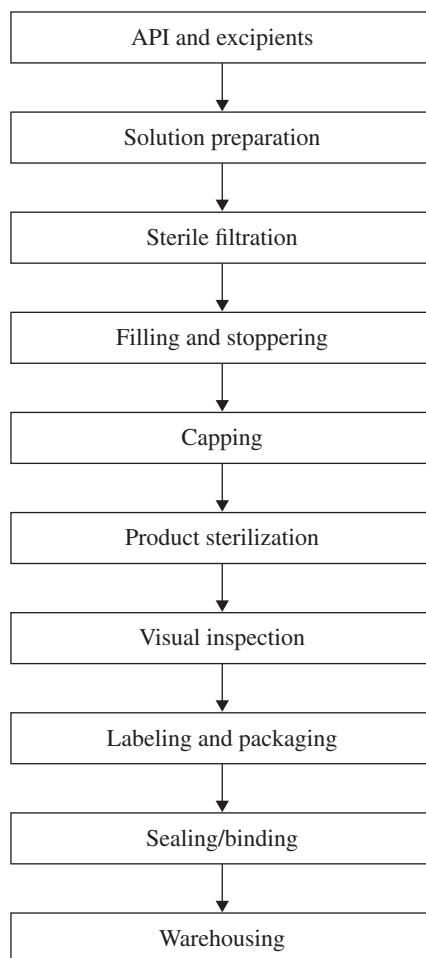 API and excipients
Solution preparation
Sterile filtration
Filling and stoppering
Capping
Product sterilization
Visual inspection
Labeling and packaging
Sealing/binding
Warehousing